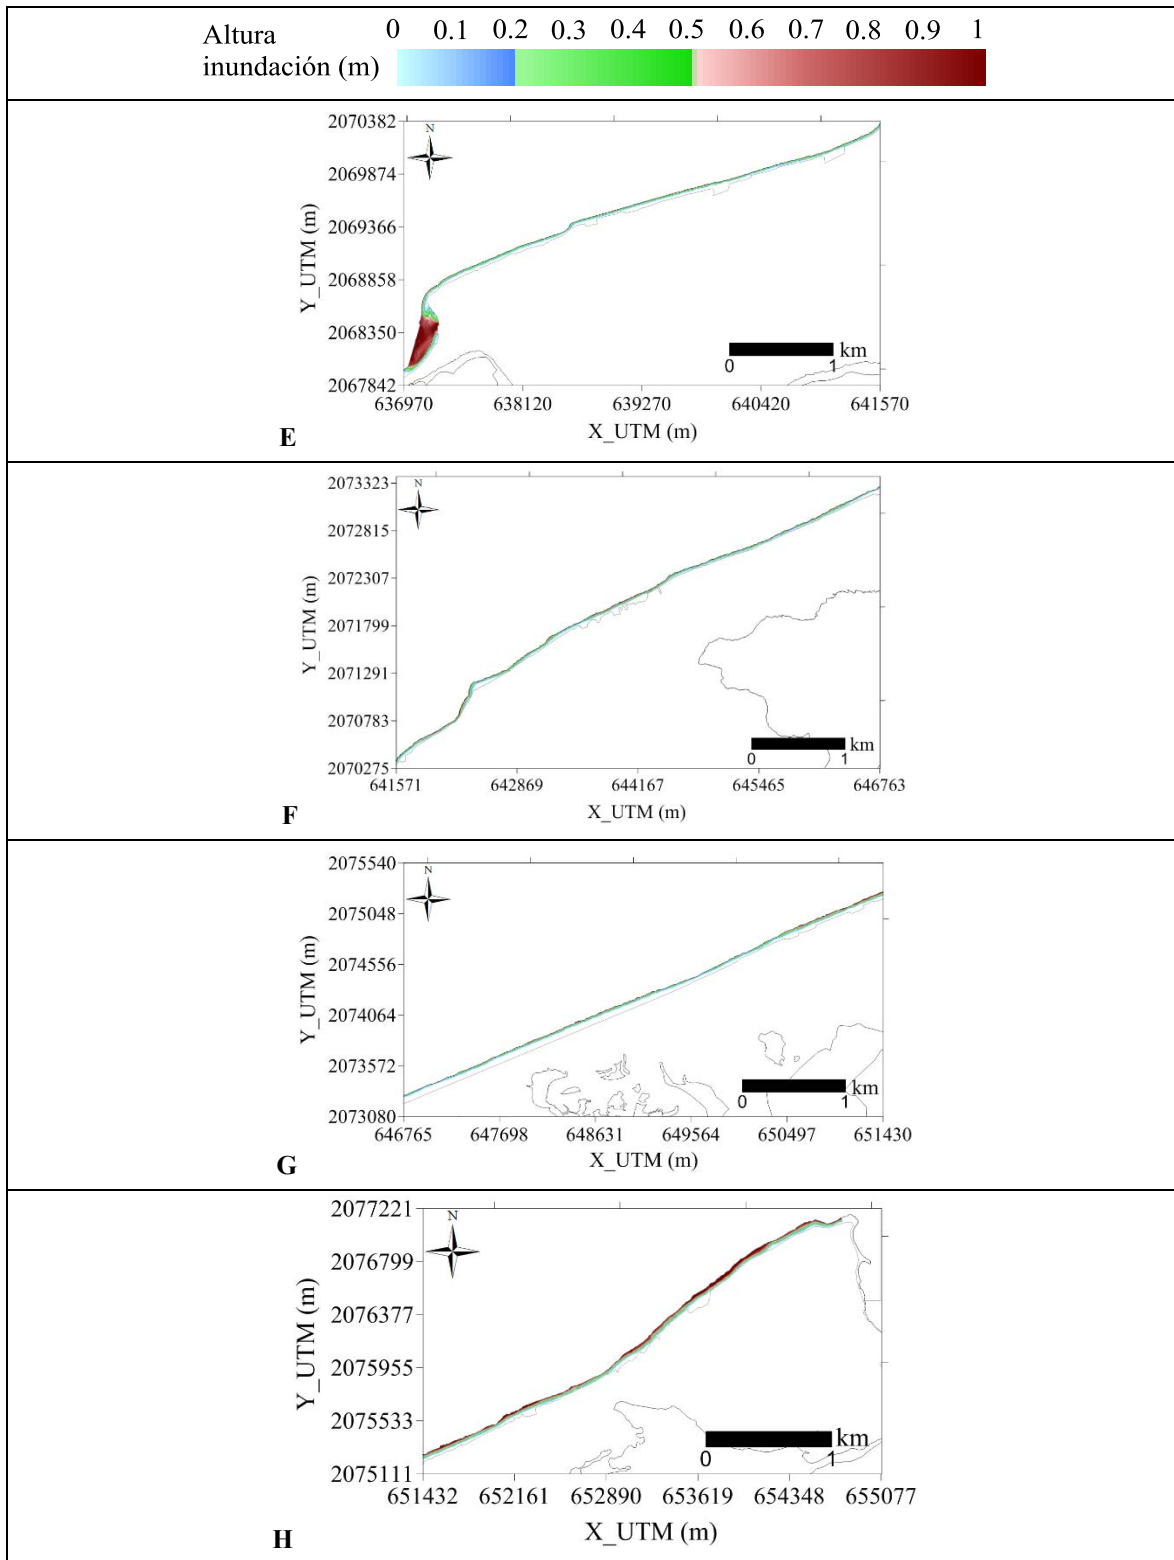 Altura
inundación (m)
0 0.1 0.2 0.3 0.4 0.5 0.6 0.7 0.8 0.9 1
N
2070382
2069874
2069366
2068858
2068350
2067842
Y_UTM (m)
km
0 1
636970 638120 639270 640420 641570
X_UTM (m)
E
N
2073323
2072815
2072307
2071799
2071291
2070783
2070275
Y_UTM (m)
km
0 1
641571 642869 644167 645465 646763
X_UTM (m)
F
N
2075540
2075048
2074556
2074064
2073572
2073080
Y_UTM (m)
km
0 1
646765 647698 648631 649564 650497 651430
X_UTM (m)
G
N
2077221
2076799
2076377
2075955
2075533
2075111
Y_UTM (m)
km
0 1
651432 652161 652890 653619 654348 655077
X_UTM (m)
H